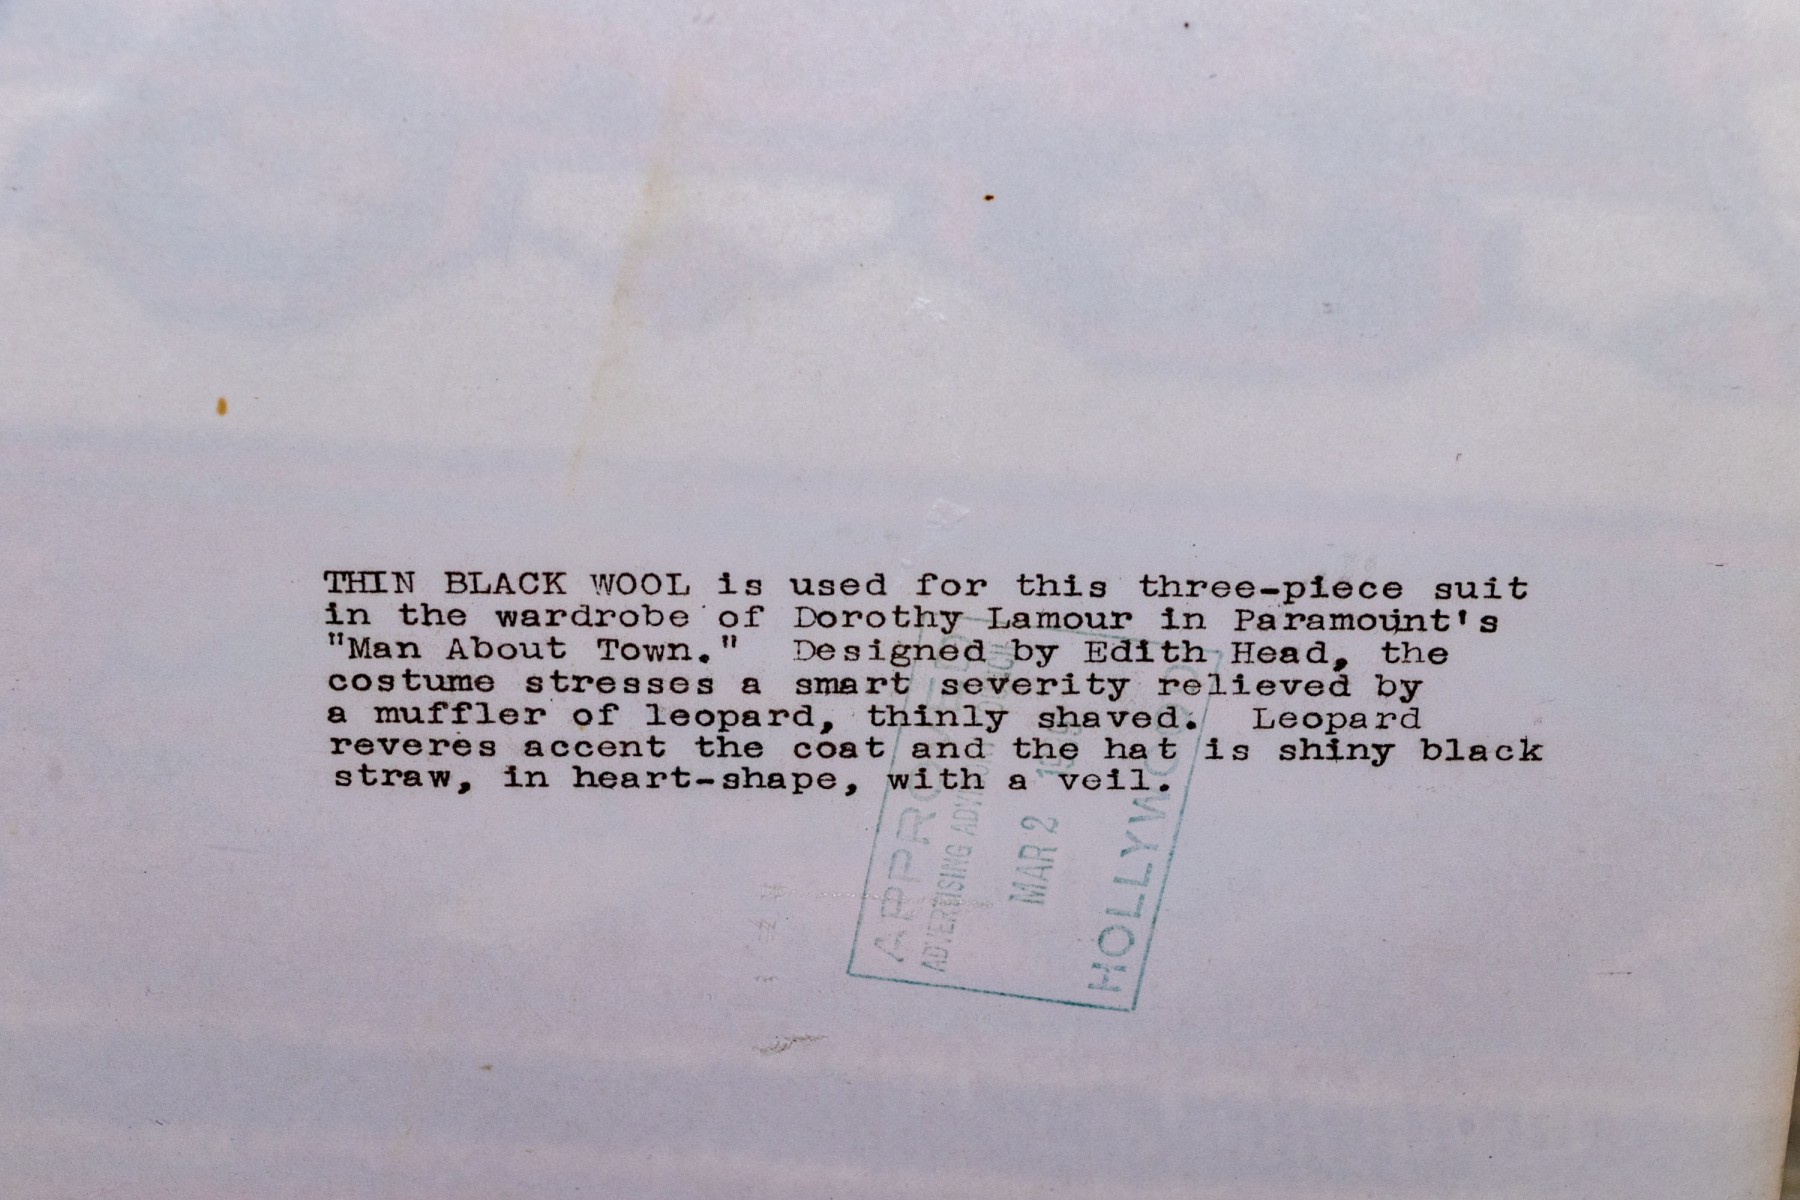 THIN BLACK WOOL is used for this three-piece suit
in the wardrobe of Dorothy Lamour in Paramount's
"Man About Town."  Designed by Edith Head, the
costume stresses a smart severity relieved by
a muffler of leopard, thinly shaved.  Leopard
reveres accent the coat and the hat is shiny black
straw, in heart-shape, with a veil.
APPROVED
ADVERTISING ADVISORY COUNCIL
MAR 2
HOLLYWOOD